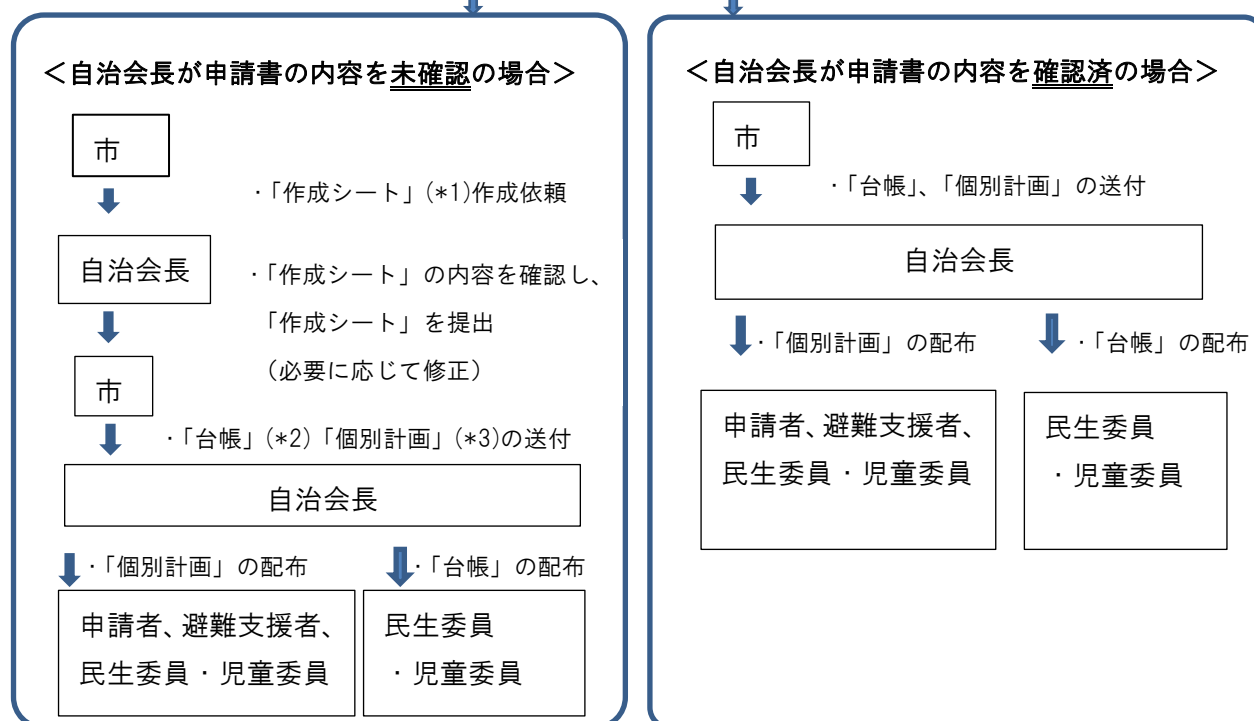 ＜自治会長が申請書の内容を未確認の場合＞
市
・「作成シート」(*1)作成依頼
自治会長
・「作成シート」の内容を確認し、
「作成シート」を提出
（必要に応じて修正）
市
・「台帳」(*2)「個別計画」(*3)の送付
自治会長
・「個別計画」の配布
・「台帳」の配布
申請者、避難支援者、
民生委員・児童委員
民生委員
・児童委員
＜自治会長が申請書の内容を確認済の場合＞
市
・「台帳」、「個別計画」の送付
自治会長
・「個別計画」の配布
・「台帳」の配布
申請者、避難支援者、
民生委員・児童委員
民生委員
・児童委員